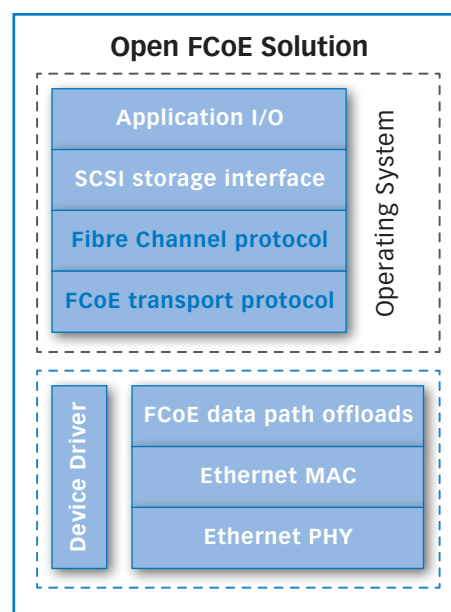 Open FCoE Solution
Application I/O
SCSI storage interface
Fibre Channel protocol
FCoE transport protocol
Operating System
Device Driver
FCoE data path offloads
Ethernet MAC
Ethernet PHY